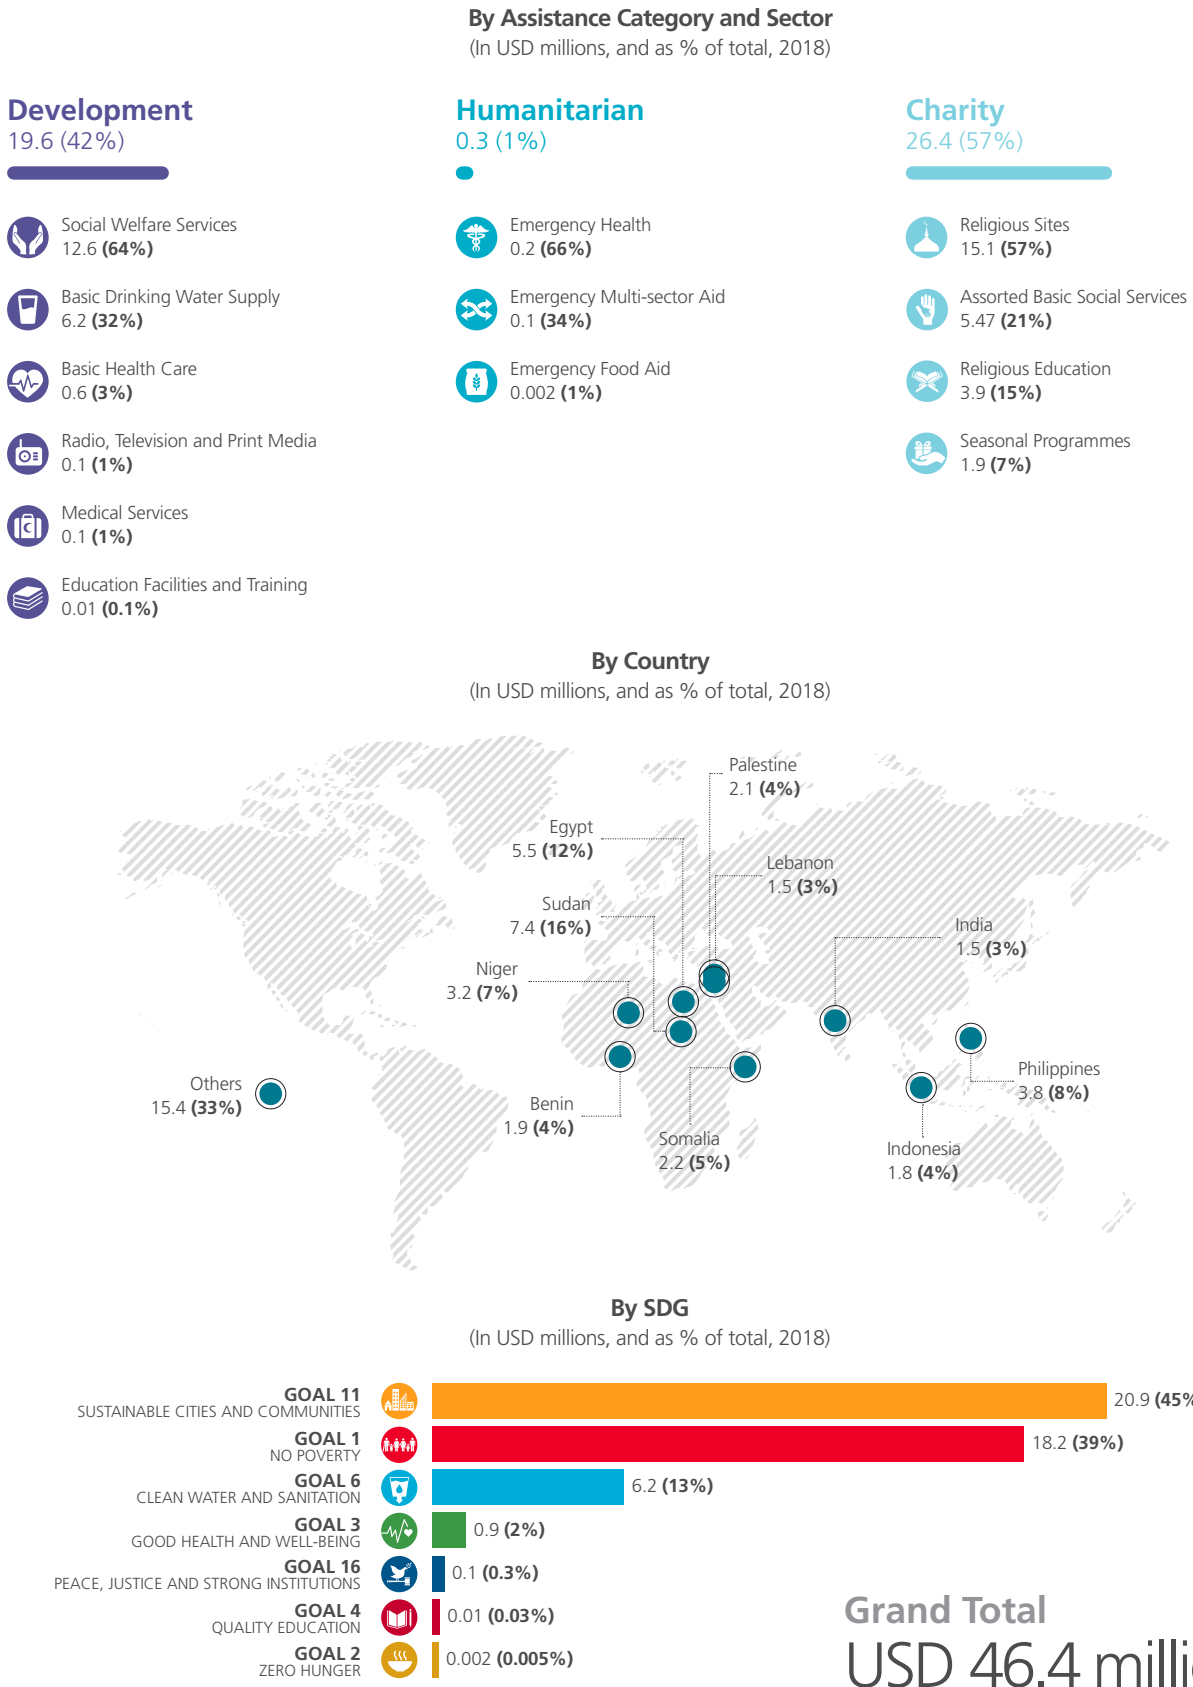 By Assistance Category and Sector
(In USD millions, and as % of total, 2018)
Development
19.6 (42%)
Social Welfare Services
12.6 (64%)
Basic Drinking Water Supply
6.2 (32%)
Basic Health Care
0.6 (3%)
Radio, Television and Print Media
0.1 (1%)
Medical Services
0.1 (1%)
Education Facilities and Training
0.01 (0.1%)
Humanitarian
0.3 (1%)
Emergency Health
0.2 (66%)
Emergency Multi-sector Aid
0.1 (34%)
Emergency Food Aid
0.002 (1%)
Charity
26.4 (57%)
Religious Sites
15.1 (57%)
Assorted Basic Social Services
5.47 (21%)
Religious Education
3.9 (15%)
Seasonal Programmes
1.9 (7%)
By Country
(In USD millions, and as % of total, 2018)
Palestine
2.1 (4%)
Egypt
5.5 (12%)
Lebanon
1.5 (3%)
Sudan
7.4 (16%)
India
1.5 (3%)
Niger
3.2 (7%)
Others
15.4 (33%)
Benin
1.9 (4%)
Somalia
2.2 (5%)
Philippines
3.8 (8%)
Indonesia
1.8 (4%)
By SDG
(In USD millions, and as % of total, 2018)
GOAL 11
SUSTAINABLE CITIES AND COMMUNITIES
20.9 (45%
GOAL 1
NO POVERTY
18.2 (39%)
GOAL 6
CLEAN WATER AND SANITATION
6.2 (13%)
GOAL 3
GOOD HEALTH AND WELL-BEING
0.9 (2%)
GOAL 16
PEACE, JUSTICE AND STRONG INSTITUTIONS
0.1 (0.3%)
GOAL 4
QUALITY EDUCATION
0.01 (0.03%)
GOAL 2
ZERO HUNGER
0.002 (0.005%)
Grand Total
USD 46.4 milli